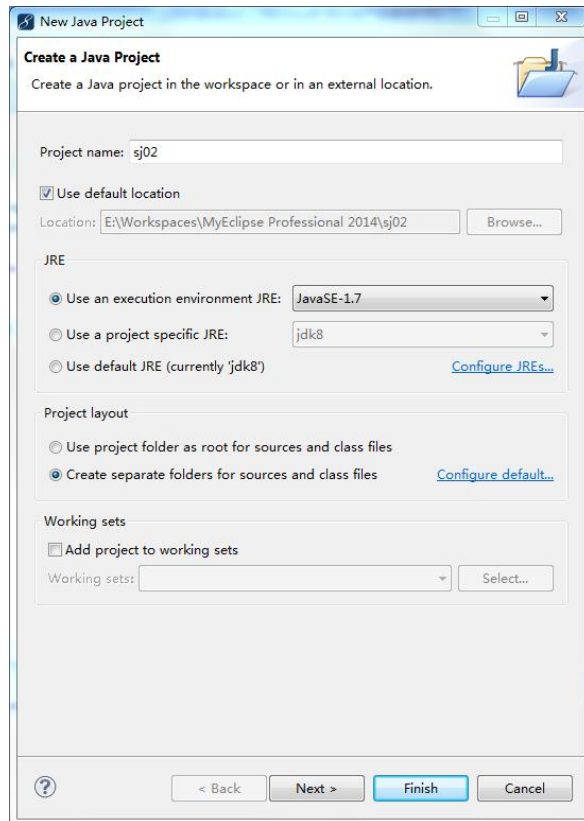 New Java Project
Create a Java Project
Create a Java project in the workspace or in an external location.
Project name: sj02
Use default location
Location: E:\Workspaces\MyEclipse Professional 2014\sj02 Browse...
JRE
Use an execution environment JRE: JavaSE-1.7
Use a project specific JRE: jdk8
Use default JRE (currently 'jdk8') Configure JREs...
Project layout
Use project folder as root for sources and class files
Create separate folders for sources and class files Configure default...
Working sets
Add project to working sets
Working sets: Select...
? < Back Next > Finish Cancel